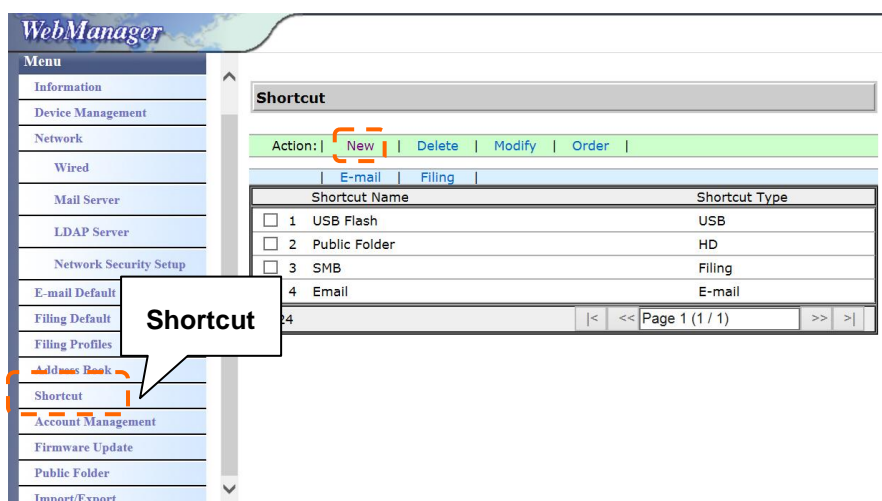 WebManager
Menu
Information
Device Management
Network
Wired
Mail Server
LDAP Server
Network Security Setup
E-mail Default
Filing Default
Filing Profiles
Address Book
Shortcut
Account Management
Firmware Update
Public Folder
Import/Export
Shortcut
Shortcut
Action:| New | Delete | Modify | Order |
| E-mail | Filing |
Shortcut Name Shortcut Type
1 USB Flash USB
2 Public Folder HD
3 SMB Filing
4 Email E-mail
24 |< << Page 1 (1 / 1) >> >|